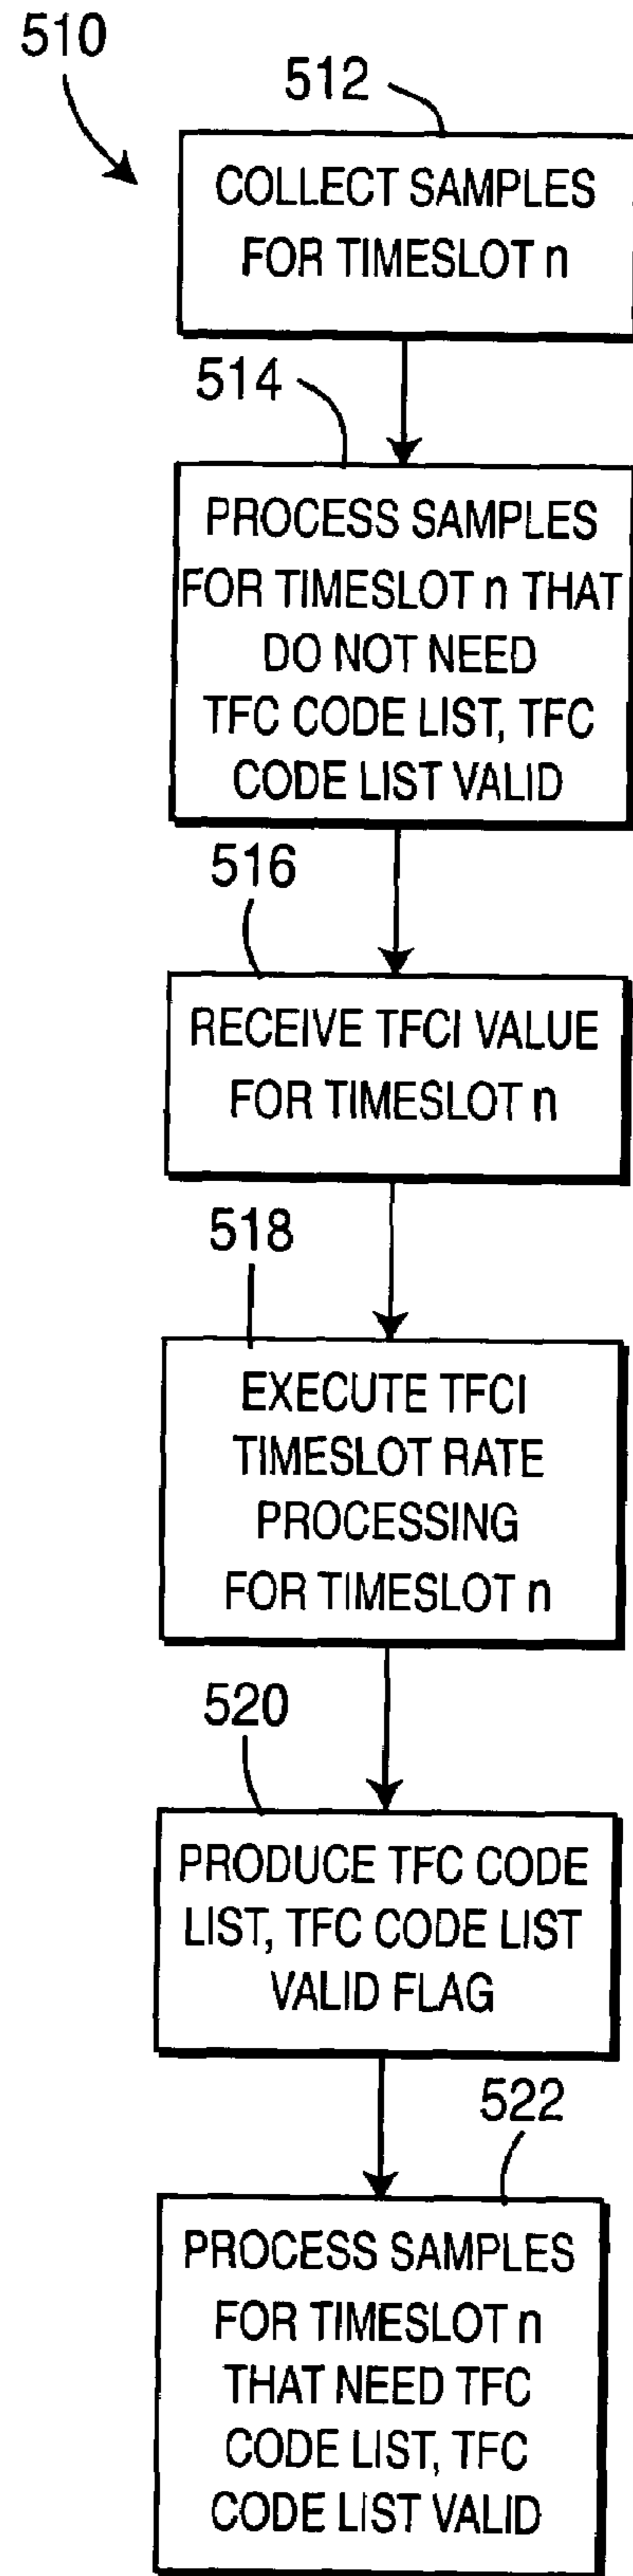 510
512
COLLECT SAMPLES
FOR TIMESLOT n
514
PROCESS SAMPLES
FOR TIMESLOT n THAT
DO NOT NEED
TFC CODE LIST, TFC
CODE LIST VALID
516
RECEIVE TFCI VALUE
FOR TIMESLOT n
518
EXECUTE TFCI
TIMESLOT RATE
PROCESSING
FOR TIMESLOT n
520
PRODUCE TFC CODE
LIST, TFC CODE LIST
VALID FLAG
522
PROCESS SAMPLES
FOR TIMESLOT n
THAT NEED TFC
CODE LIST, TFC
CODE LIST VALID